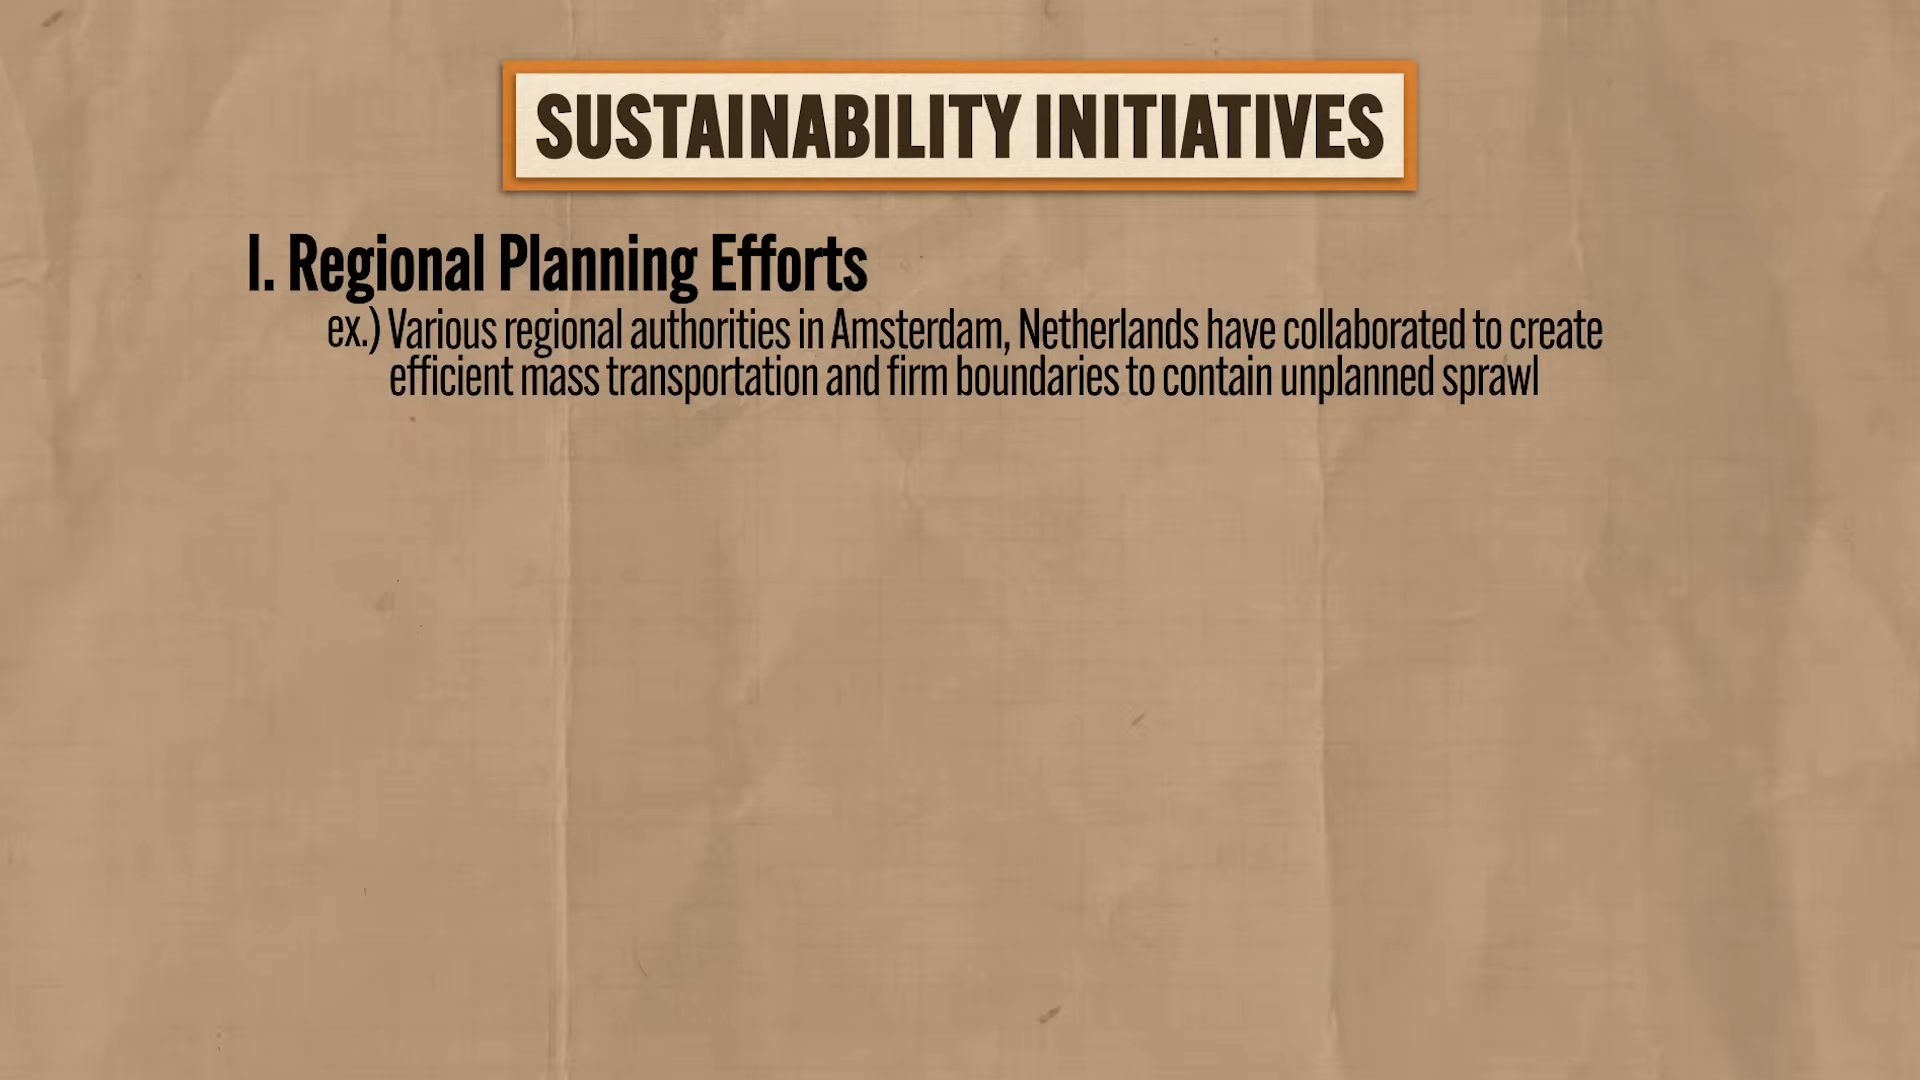 SUSTAINABILITY INITIATIVES
I. Regional Planning Efforts
ex.) Various regional authorities in Amsterdam, Netherlands have collaborated to create
efficient mass transportation and firm boundaries to contain unplanned sprawl